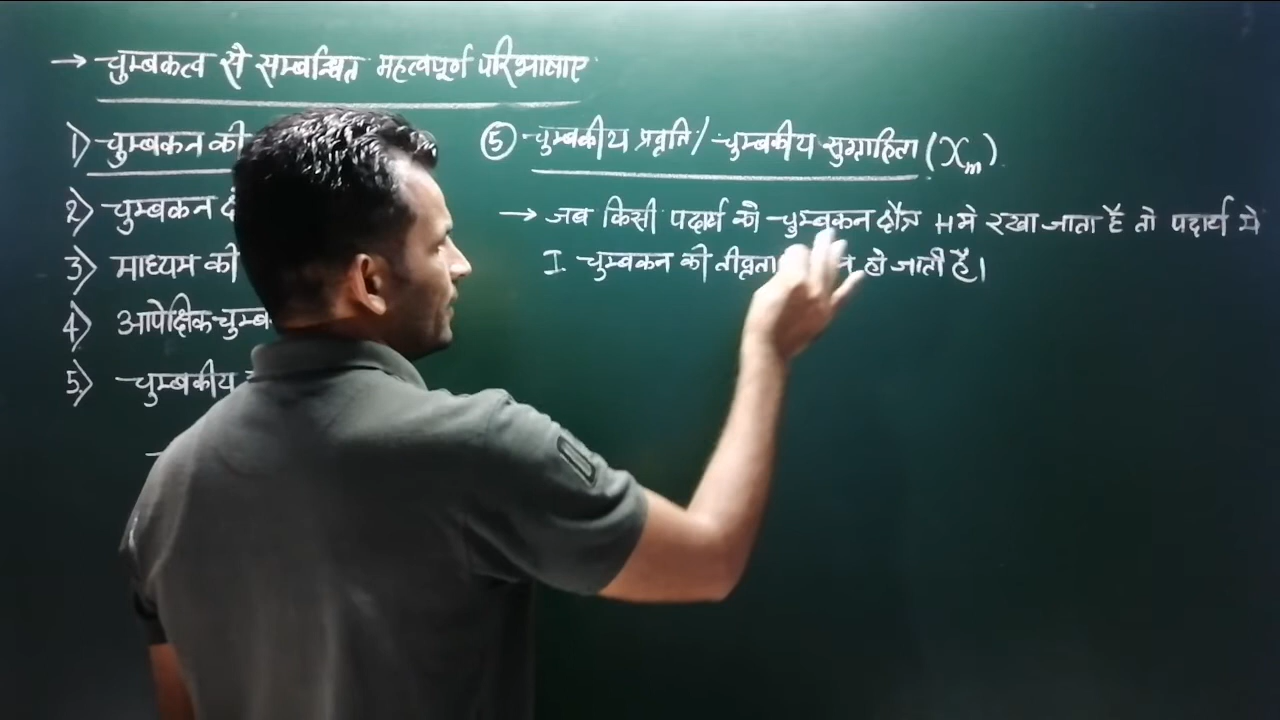 → चुम्बकत्व से सम्बन्धित महत्वपूर्ण परिभाषाए
1) चुम्बकन की
2) चुम्बकन
3) माध्यम की
4) आपेक्षिक चुम्ब
5) चुम्बकीय
⑤ चुम्बकीय प्रवृति / चुम्बकीय सुग्राहिता (Xm)
→ जब किसी पदार्थ को चुम्बकन क्षैत्र H मे रखा जाता है तो पदार्थ मे
I चुम्बकन की तीव्रता हो जाती है।